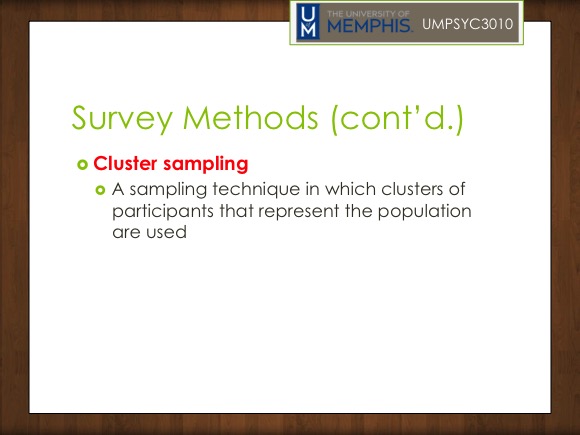 UM
THE UNIVERSITY OF
MEMPHIS.
UMPSYC3010
Survey Methods (cont’d.)
Cluster sampling
A sampling technique in which clusters of
participants that represent the population
are used